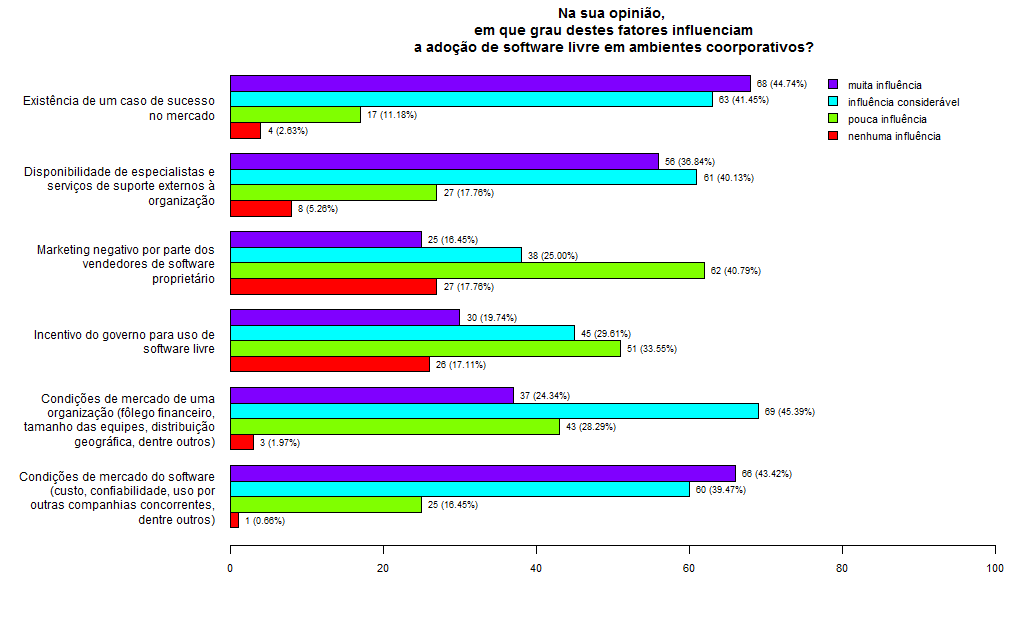 Na sua opinião,
em que grau destes fatores influenciam
a adoção de software livre em ambientes coorporativos?
muita influência
influência considerável
pouca influência
nenhuma influência
Existência de um caso de sucesso
no mercado
68 (44.74%)
63 (41.45%)
17 (11.18%)
4 (2.63%)
Disponibilidade de especialistas e
serviços de suporte externos à
organização
56 (36.84%)
61 (40.13%)
27 (17.76%)
8 (5.26%)
Marketing negativo por parte dos
vendedores de software
proprietário
25 (16.45%)
38 (25.00%)
62 (40.79%)
27 (17.76%)
Incentivo do governo para uso de
software livre
30 (19.74%)
45 (29.61%)
51 (33.55%)
26 (17.11%)
Condições de mercado de uma
organização (fôlego financeiro,
tamanho das equipes, distribuição
geográfica, dentre outros)
37 (24.34%)
69 (45.39%)
43 (28.29%)
3 (1.97%)
Condições de mercado do software
(custo, confiabilidade, uso por
outras companhias concorrentes,
dentre outros)
66 (43.42%)
60 (39.47%)
25 (16.45%)
1 (0.66%)
0 20 40 60 80 100